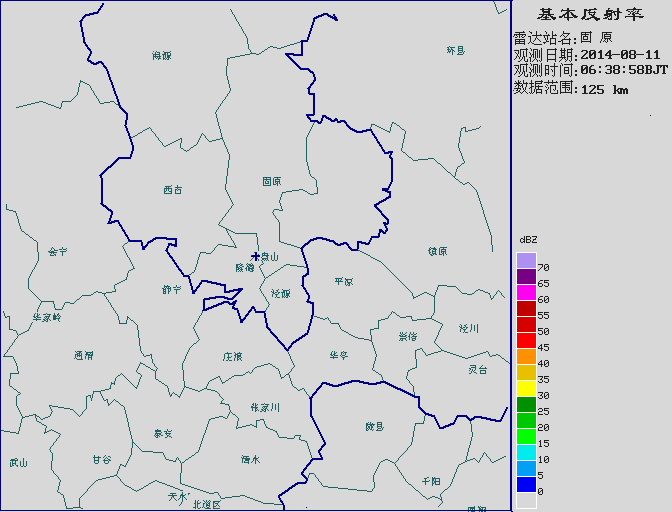 基本反射率
雷达站名:固 原
观测日期:2014-08-11
观测时间:06:38:58BJT
数据范围:125 km
海源
环县
西吉
固原
会宁
盘山
隆德
镇原
静宁
泾源
平凉
华家岭
崇信
泾川
通渭
庄浪
华亭
灵台
张家川
陇县
秦安
武山
甘谷
清水
千阳
天水
北道区
dBZ
70
65
60
55
50
45
40
35
30
25
20
15
10
5
0